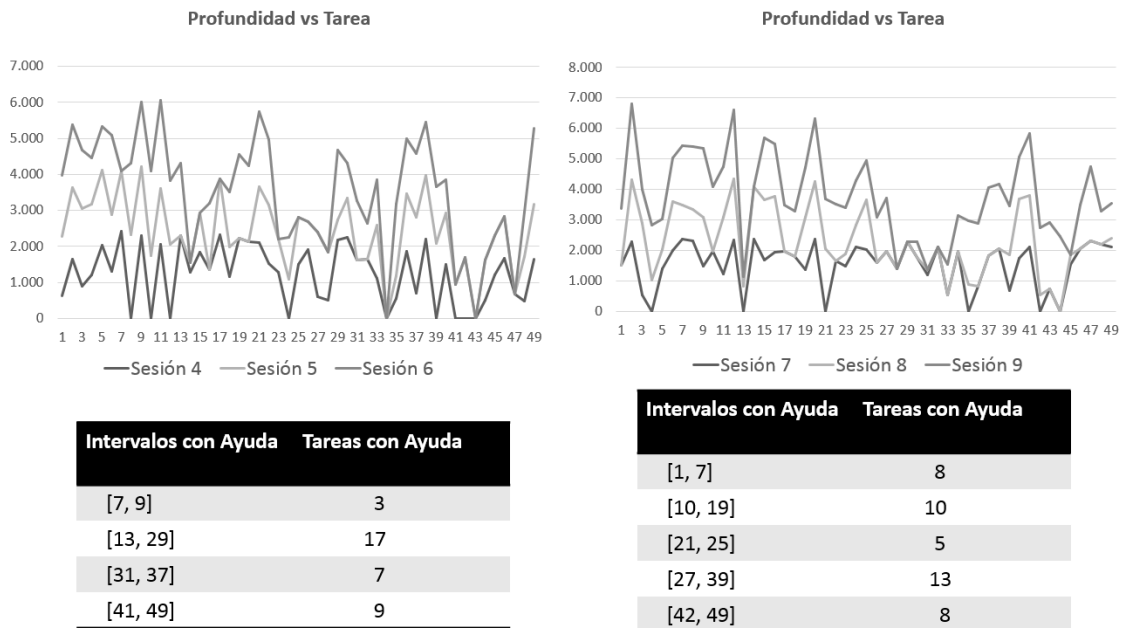 Profundidad vs Tarea
7.000
6.000
5.000
4.000
3.000
2.000
1.000
0
1 3 5 7 9 11 13 15 17 19 21 23 25 27 29 31 33 35 37 39 41 43 45 47 49
Sesión 4 Sesión 5 Sesión 6
Intervalos con Ayuda Tareas con Ayuda
[7, 9] 3
[13, 29] 17
[31, 37] 7
[41, 49] 9
Profundidad vs Tarea
8.000
7.000
6.000
5.000
4.000
3.000
2.000
1.000
0
1 3 5 7 9 11 13 15 17 19 21 23 25 27 29 31 33 35 37 39 41 43 45 47 49
Sesión 7 Sesión 8 Sesión 9
Intervalos con Ayuda Tareas con Ayuda
[1, 7] 8
[10, 19] 10
[21, 25] 5
[27, 39] 13
[42, 49] 8